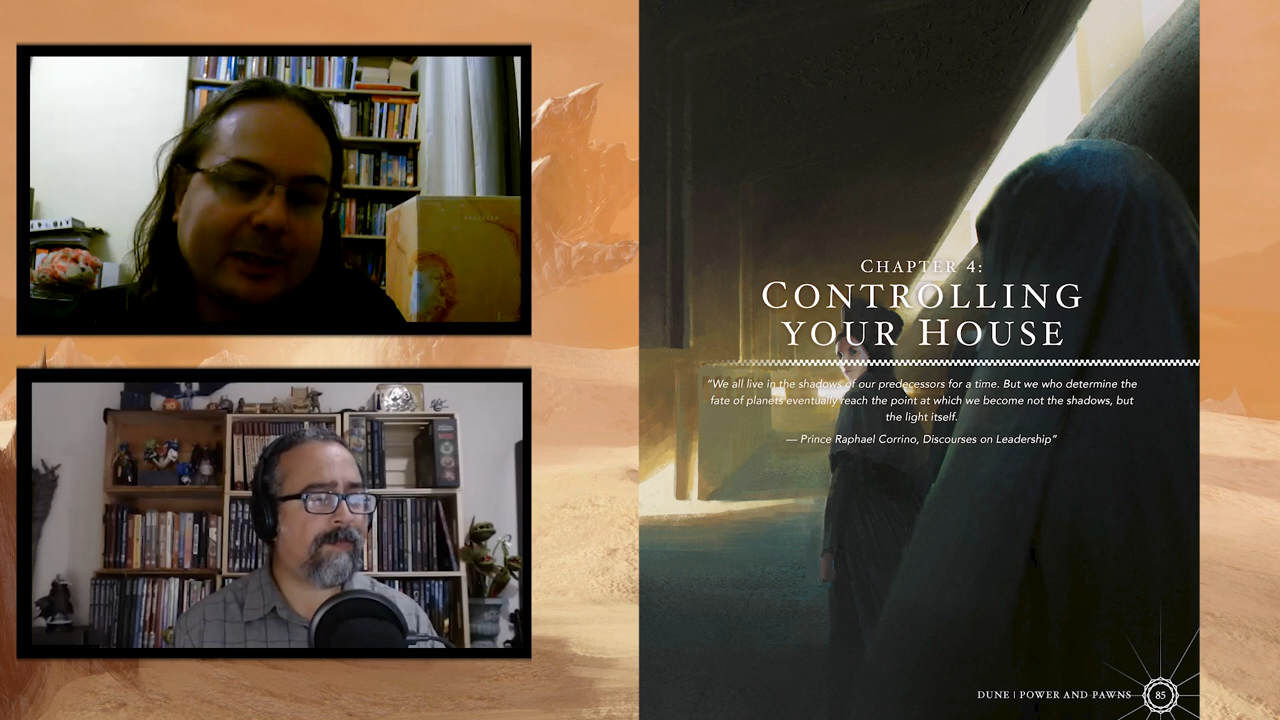 CHAPTER 4:
CONTROLLING
YOUR HOUSE
"We all live in the shadows of our predecessors for a time. But we who determine the
fate of planets eventually reach the point at which we become not the shadows, but
the light itself.
— Prince Raphael Corrino, Discourses on Leadership"
DUNE | POWER AND PAWNS 85